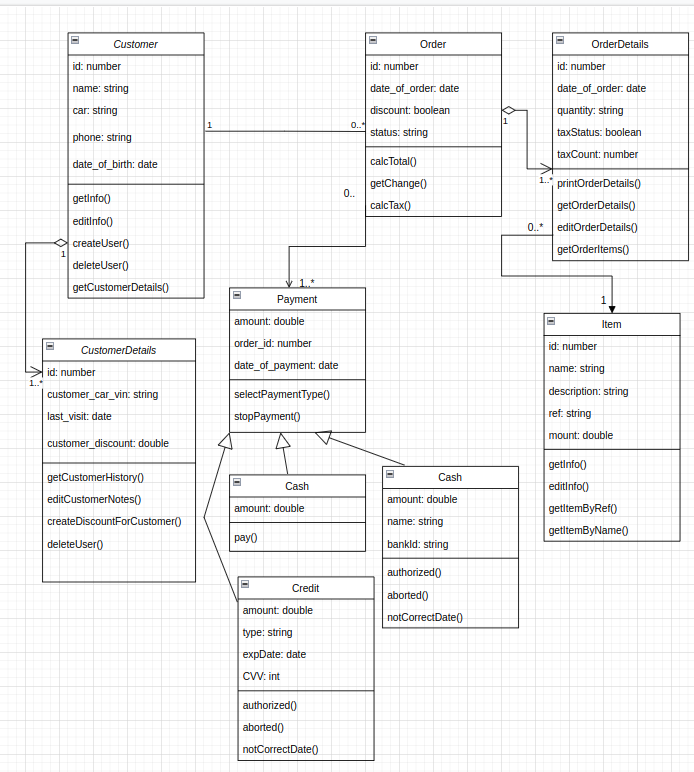 Customer
id: number
name: string
car: string
phone: string
date_of_birth: date
getInfo()
editInfo()
createUser()
deleteUser()
getCustomerDetails()
1
0..*
Order
id: number
date_of_order: date
discount: boolean
status: string
calcTotal()
getChange()
calcTax()
1
1..*
OrderDetails
id: number
date_of_order: date
quantity: string
taxStatus: boolean
taxCount: number
printOrderDetails()
getOrderDetails()
editOrderDetails()
getOrderItems()
0..
1..*
0..*
1
1
1..*
CustomerDetails
id: number
customer_car_vin: string
last_visit: date
customer_discount: double
getCustomerHistory()
editCustomerNotes()
createDiscountForCustomer()
deleteUser()
Payment
amount: double
order_id: number
date_of_payment: date
selectPaymentType()
stopPayment()
Item
id: number
name: string
description: string
ref: string
mount: double
getInfo()
editInfo()
getItemByRef()
getItemByName()
Cash
amount: double
pay()
Cash
amount: double
name: string
bankId: string
authorized()
aborted()
notCorrectDate()
Credit
amount: double
type: string
expDate: date
CVV: int
authorized()
aborted()
notCorrectDate()